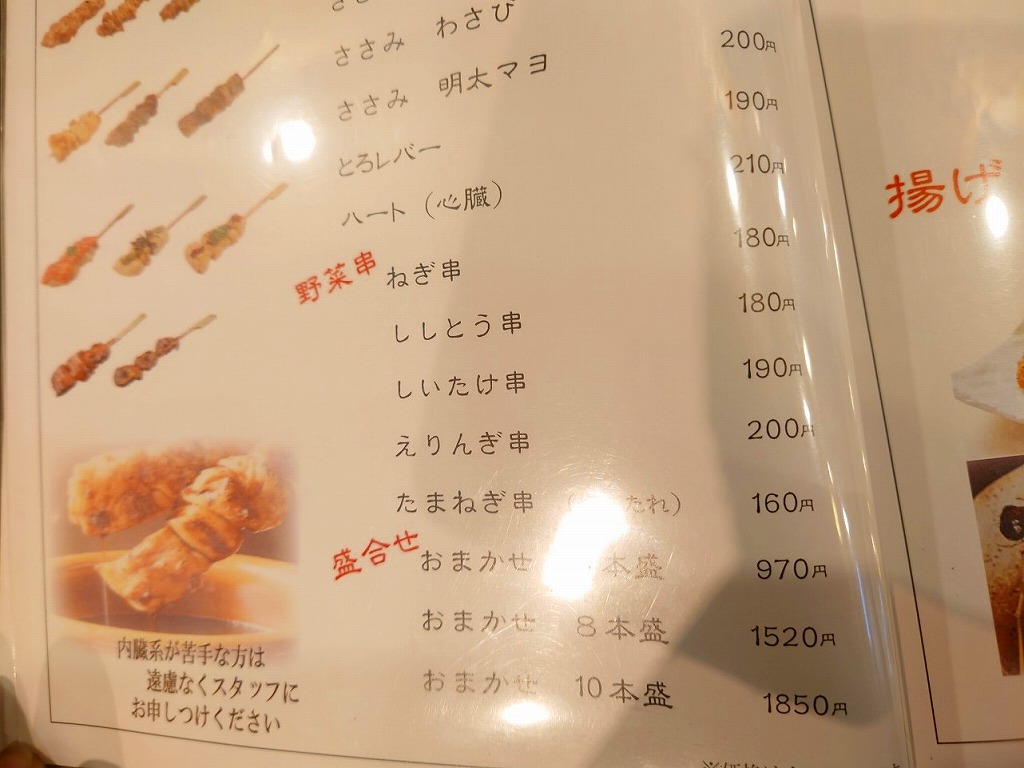 ささみ わさび
ささみ 明太マヨ 200円
とろレバー 190円
ハート(心臓) 210円
野菜串 ねぎ串 180円
ししとう串 180円
しいたけ串 190円
えりんぎ串 200円
たまねぎ串 たれ) 160円
盛合せ おまかせ 本盛 970円
おまかせ 8本盛 1520円
おまかせ 10本盛 1850円
内臓系が苦手な方は
遠慮なくスタッフに
お申しつけください
揚げ